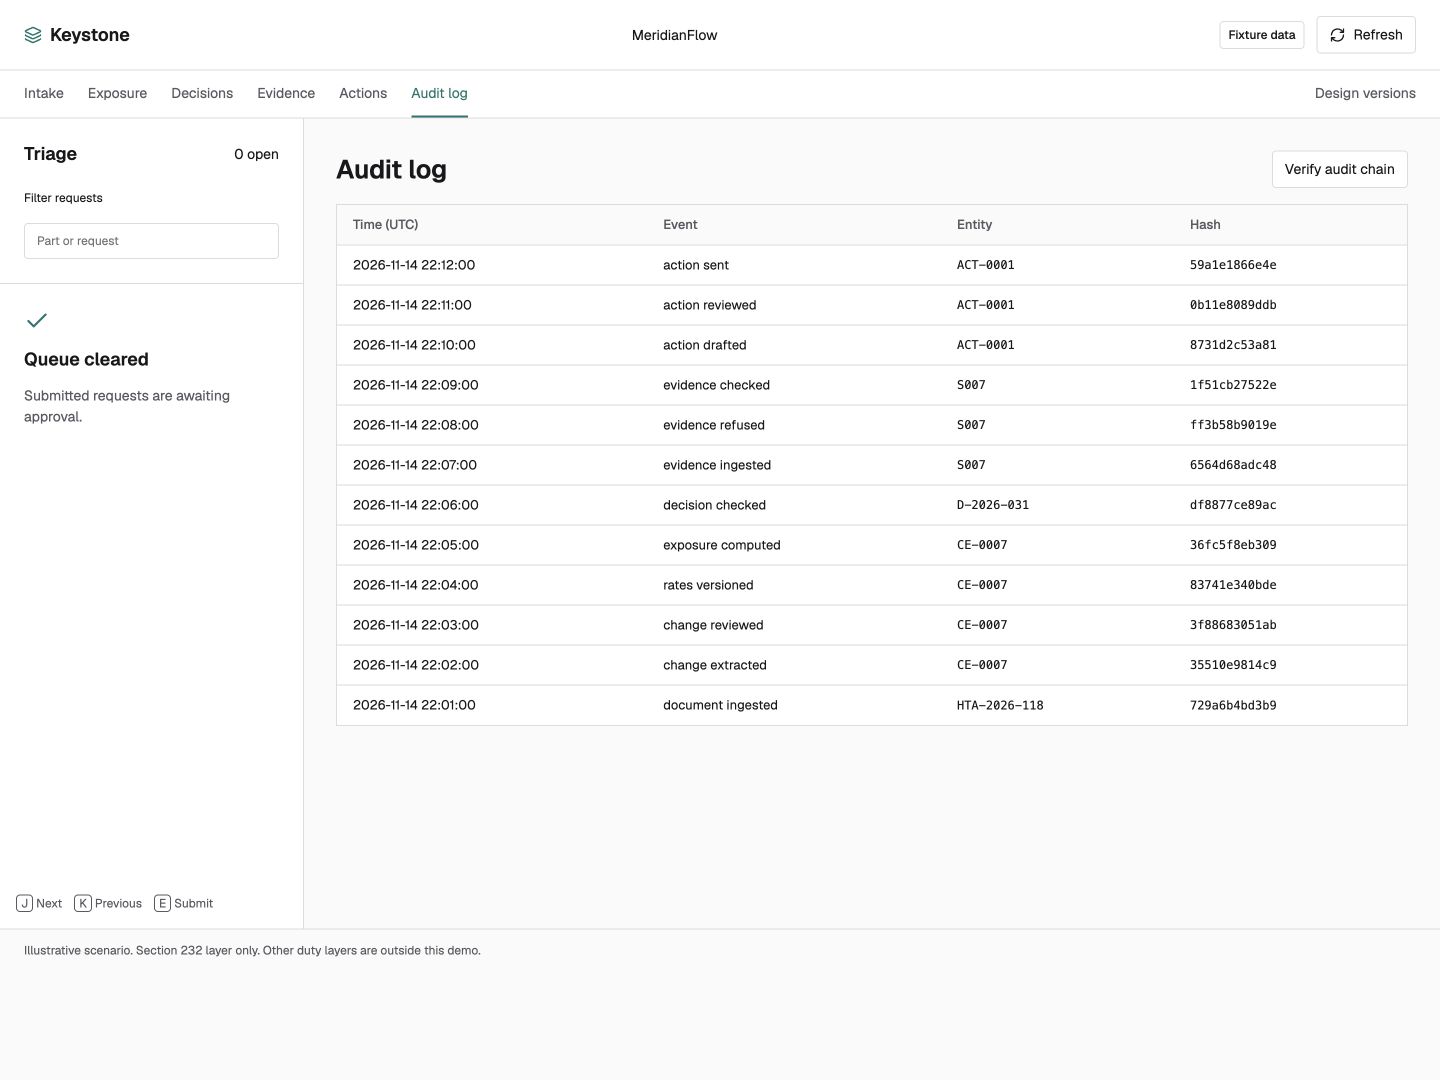 Keystone
MeridianFlow
Fixture data
Refresh
Intake
Exposure
Decisions
Evidence
Actions
Audit log
Design versions
Triage
0 open
Filter requests
Part or request
Queue cleared
Submitted requests are awaiting
approval.
J Next K Previous E Submit
Audit log
Verify audit chain
Time (UTC) Event Entity Hash
2026-11-14 22:12:00 action sent ACT-0001 59a1e1866e4e
2026-11-14 22:11:00 action reviewed ACT-0001 0b11e8089ddb
2026-11-14 22:10:00 action drafted ACT-0001 8731d2c53a81
2026-11-14 22:09:00 evidence checked S007 1f51cb27522e
2026-11-14 22:08:00 evidence refused S007 ff3b58b9019e
2026-11-14 22:07:00 evidence ingested S007 6564d68adc48
2026-11-14 22:06:00 decision checked D-2026-031 df8877ce89ac
2026-11-14 22:05:00 exposure computed CE-0007 36fc5f8eb309
2026-11-14 22:04:00 rates versioned CE-0007 83741e340bde
2026-11-14 22:03:00 change reviewed CE-0007 3f88683051ab
2026-11-14 22:02:00 change extracted CE-0007 35510e9814c9
2026-11-14 22:01:00 document ingested HTA-2026-118 729a6b4bd3b9
Illustrative scenario. Section 232 layer only. Other duty layers are outside this demo.